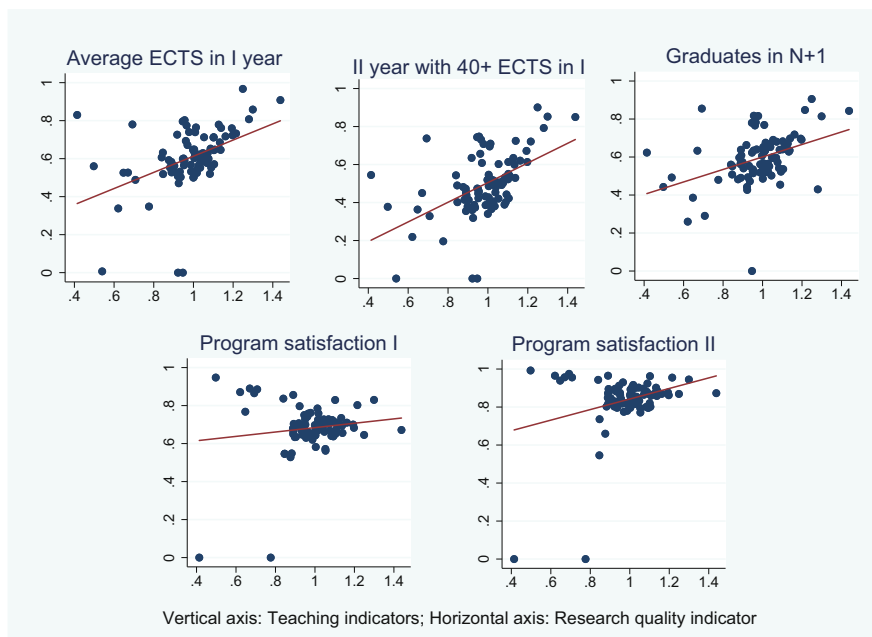 Average ECTS in I year
1
.8
.6
.4
.2
0
.4 .6 .8 1 1.2 1.4
II year with 40+ ECTS in I
1
.8
.6
.4
.2
0
.4 .6 .8 1 1.2 1.4
Graduates in N+1
1
.8
.6
.4
.2
0
.4 .6 .8 1 1.2 1.4
Program satisfaction I
1
.8
.6
.4
.2
0
.4 .6 .8 1 1.2 1.4
Program satisfaction II
1
.8
.6
.4
.2
0
.4 .6 .8 1 1.2 1.4
Vertical axis: Teaching indicators; Horizontal axis: Research quality indicator